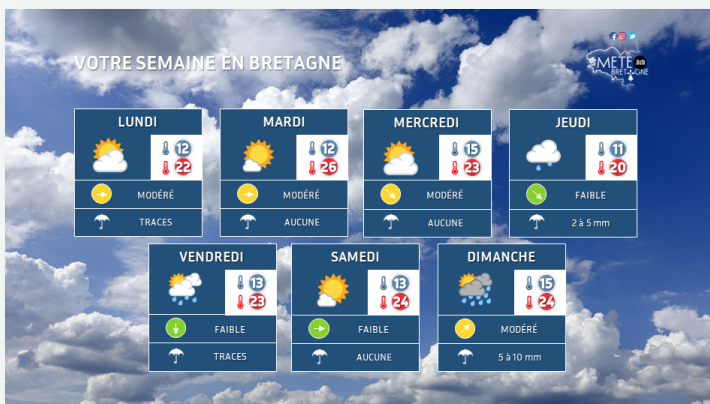 VOTRE SEMAINE EN BRETAGNE
METEO
BRETAGNE
LUNDI
12
22
MODÉRÉ
TRACES
MARDI
12
26
MODÉRÉ
AUCUNE
MERCREDI
15
23
MODÉRÉ
AUCUNE
JEUDI
11
20
FAIBLE
2 à 5 mm
VENDREDI
13
23
FAIBLE
TRACES
SAMEDI
13
24
FAIBLE
AUCUNE
DIMANCHE
15
24
MODÉRÉ
5 à 10 mm